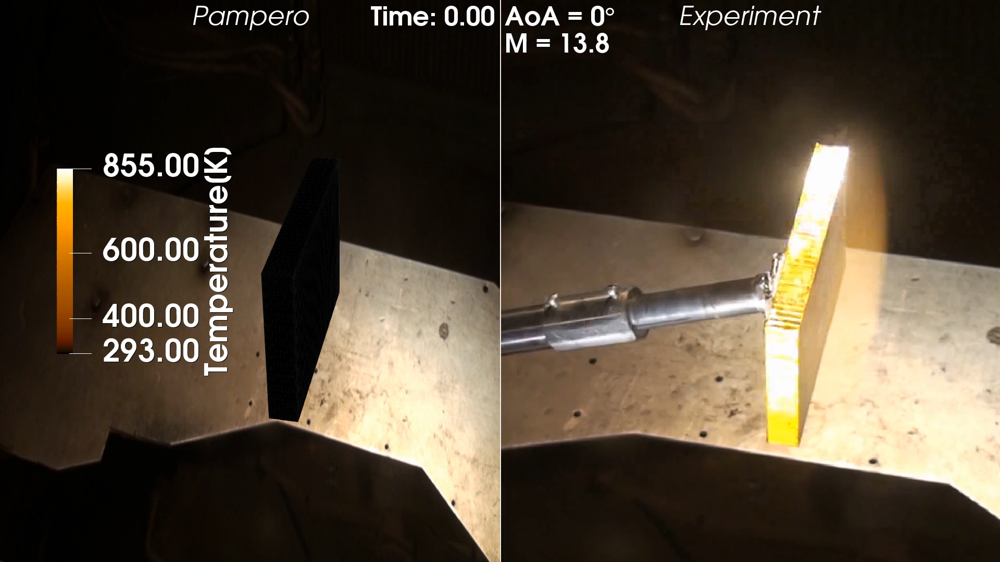 Pampero
Time: 0.00
AoA = 0°
M = 13.8
Experiment
855.00
600.00
400.00
293.00
Temperature(K)